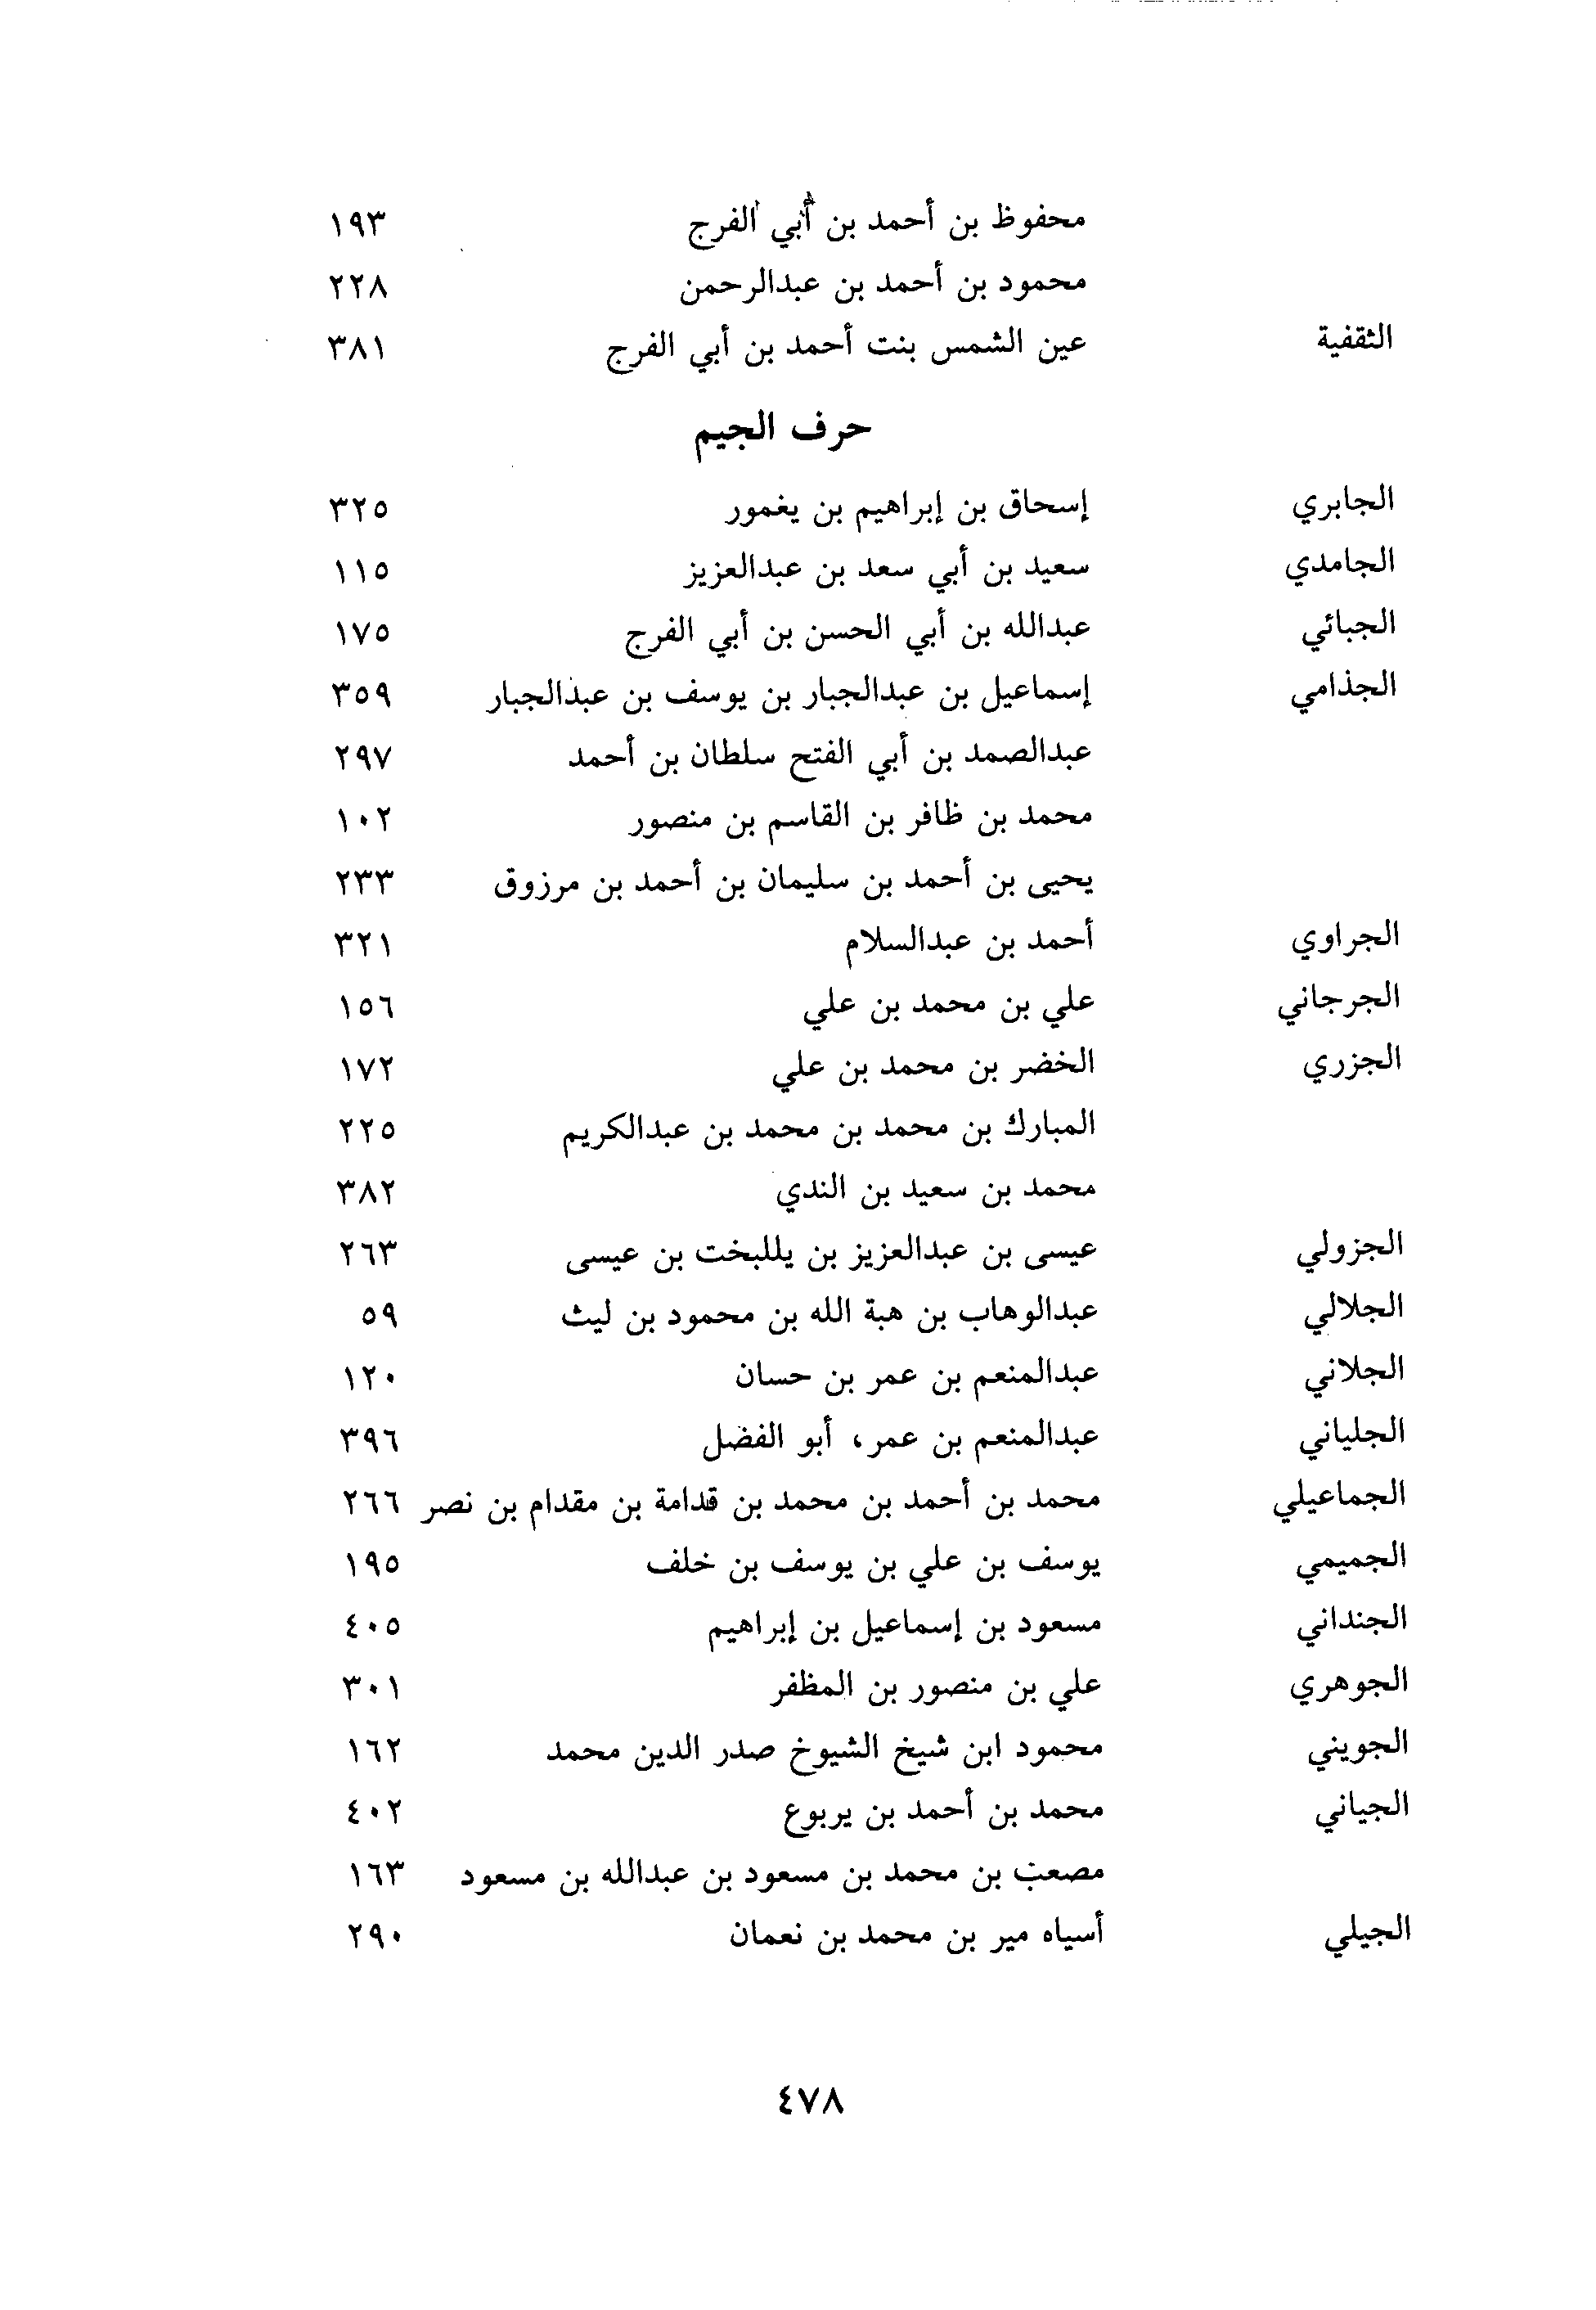 محفوظ بن أحمد بن أبي الفرج ١٩٣
محمود بن أحمد بن عبدالرحمن ٢٢٨
الثقفية عين الشمس بنت أحمد بن أبي الفرج ٣٨١
حرف الجيم
الجابري إسحاق بن إبراهيم بن يغمور ٣٢٥
الجامدي سعيد بن أبي سعد بن عبدالعزيز ١١٥
الجبائي عبدالله بن أبي الحسن بن أبي الفرج ١٧٥
الجذامي إسماعيل بن عبدالجبار بن يوسف بن عبدالجبار ٣٥٩
عبدالصمد بن أبي الفتح سلطان بن أحمد ٢٩٧
محمد بن ظافر بن القاسم بن منصور ١٠٢
يحيى بن أحمد بن سليمان بن أحمد بن مرزوق ٢٣٣
الجراوي أحمد بن عبدالسلام ٣٢١
الجرجاني علي بن محمد بن علي ١٥٦
الجزري الخضر بن محمد بن علي ١٧٢
المبارك بن محمد بن محمد بن عبدالكريم ٢٢٥
محمد بن سعيد بن الندي ٣٨٢
الجزولي عيسى بن عبدالعزيز بن يللبخت بن عيسى ٢٦٣
الجلالي عبدالوهاب بن هبة الله بن محمود بن ليث ٥٩
الجلاني عبدالمنعم بن عمر بن حسان ١٢٠
الجلياني عبدالمنعم بن عمر، أبو الفضل ٣٩٦
الجماعيلي محمد بن أحمد بن محمد بن قدامة بن مقدام بن نصر ٢٦٦
الجميمي يوسف بن علي بن يوسف بن خلف ١٩٥
الجنداني مسعود بن إسماعيل بن إبراهيم ٤٠٥
الجوهري علي بن منصور بن المظفر ٣٠١
الجويني محمود ابن شيخ الشيوخ صدر الدين محمد ١٦٢
الجياني محمد بن أحمد بن يربوع ٤٠٢
مصعب بن محمد بن مسعود بن عبدالله بن مسعود ١٦٣
الجيلي أسياه مير بن محمد بن نعمان ٢٩٠
٤٧٨